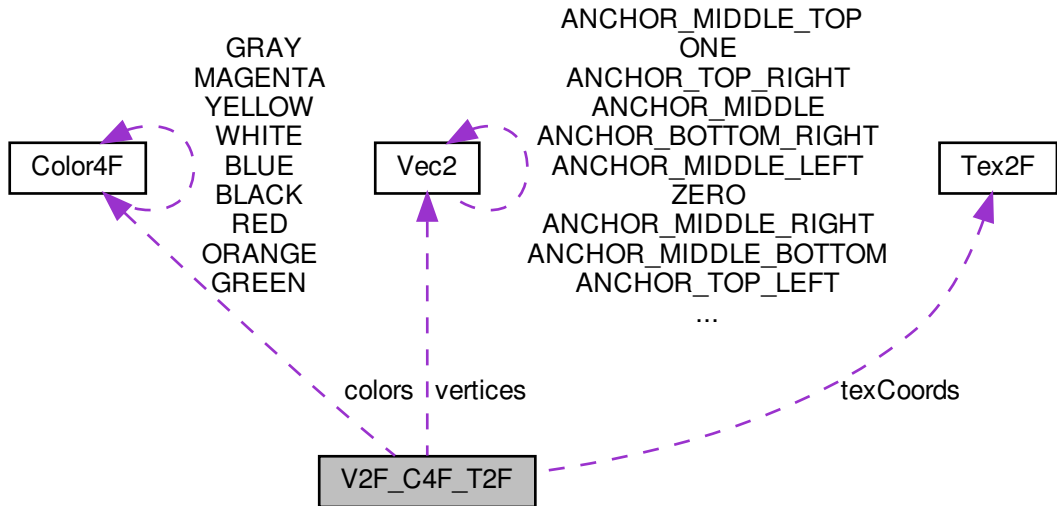 GRAY
MAGENTA
YELLOW
WHITE
BLUE
BLACK
RED
ORANGE
GREEN
ANCHOR_MIDDLE_TOP
ONE
ANCHOR_TOP_RIGHT
ANCHOR_MIDDLE
ANCHOR_BOTTOM_RIGHT
ANCHOR_MIDDLE_LEFT
ZERO
ANCHOR_MIDDLE_RIGHT
ANCHOR_MIDDLE_BOTTOM
ANCHOR_TOP_LEFT
...
Color4F
Vec2
Tex2F
colors
vertices
texCoords
V2F_C4F_T2F